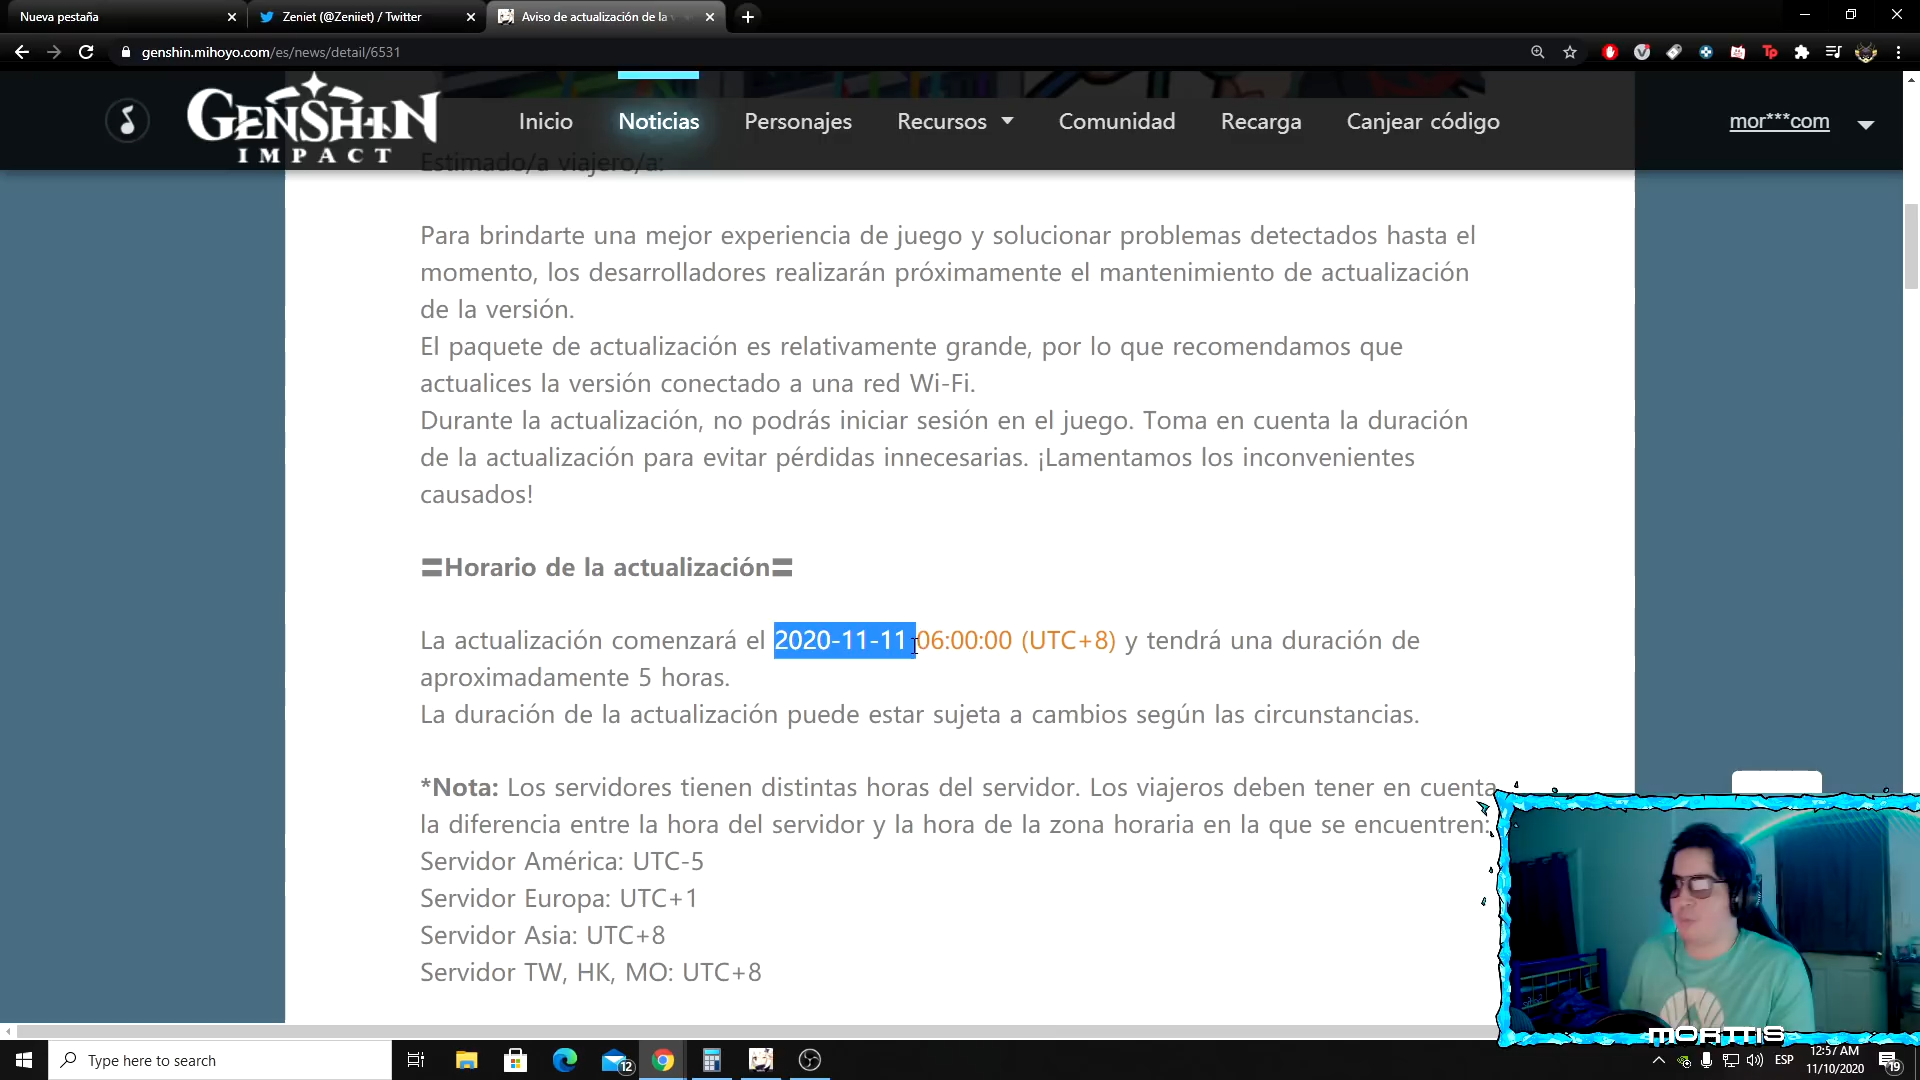 Nueva pestaña
Zeniet (@Zeniiet) / Twitter
Aviso de actualización de la
genshin.mihoyo.com/es/news/detail/6531
Tp
GENSHIN
IMPACT
Inicio
Noticias
Personajes
Recursos
Comunidad
Recarga
Canjear código
mor***com
Estimado/a viajero/a:
Para brindarte una mejor experiencia de juego y solucionar problemas detectados hasta el
momento, los desarrolladores realizarán próximamente el mantenimiento de actualización
de la versión.
El paquete de actualización es relativamente grande, por lo que recomendamos que
actualices la versión conectado a una red Wi-Fi.
Durante la actualización, no podrás iniciar sesión en el juego. Toma en cuenta la duración
de la actualización para evitar pérdidas innecesarias. ¡Lamentamos los inconvenientes
causados!
〓Horario de la actualización〓
La actualización comenzará el 2020-11-11 06:00:00 (UTC+8) y tendrá una duración de
aproximadamente 5 horas.
La duración de la actualización puede estar sujeta a cambios según las circunstancias.
*Nota: Los servidores tienen distintas horas del servidor. Los viajeros deben tener en cuenta
la diferencia entre la hora del servidor y la hora de la zona horaria en la que se encuentren:
Servidor América: UTC-5
Servidor Europa: UTC+1
Servidor Asia: UTC+8
Servidor TW, HK, MO: UTC+8
MORTTIS
Type here to search
12
ESP
12:57 AM
11/10/2020
19